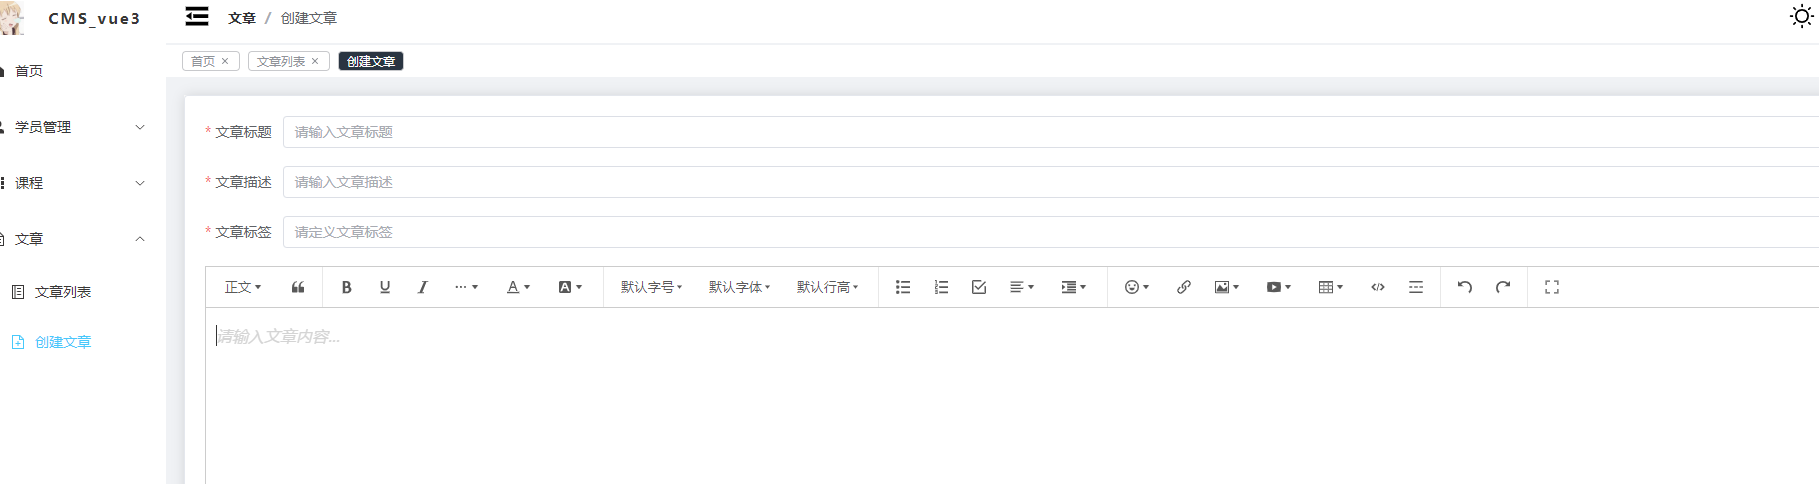 CMS_vue3
文章 / 创建文章
首页 × 文章列表 × 创建文章
首页
学员管理
课程
文章
文章列表
创建文章
* 文章标题 请输入文章标题
* 文章描述 请输入文章描述
* 文章标签 请定义文章标签
正文 B U I ... A A 默认字号 默认字体 默认行高
请输入文章内容...